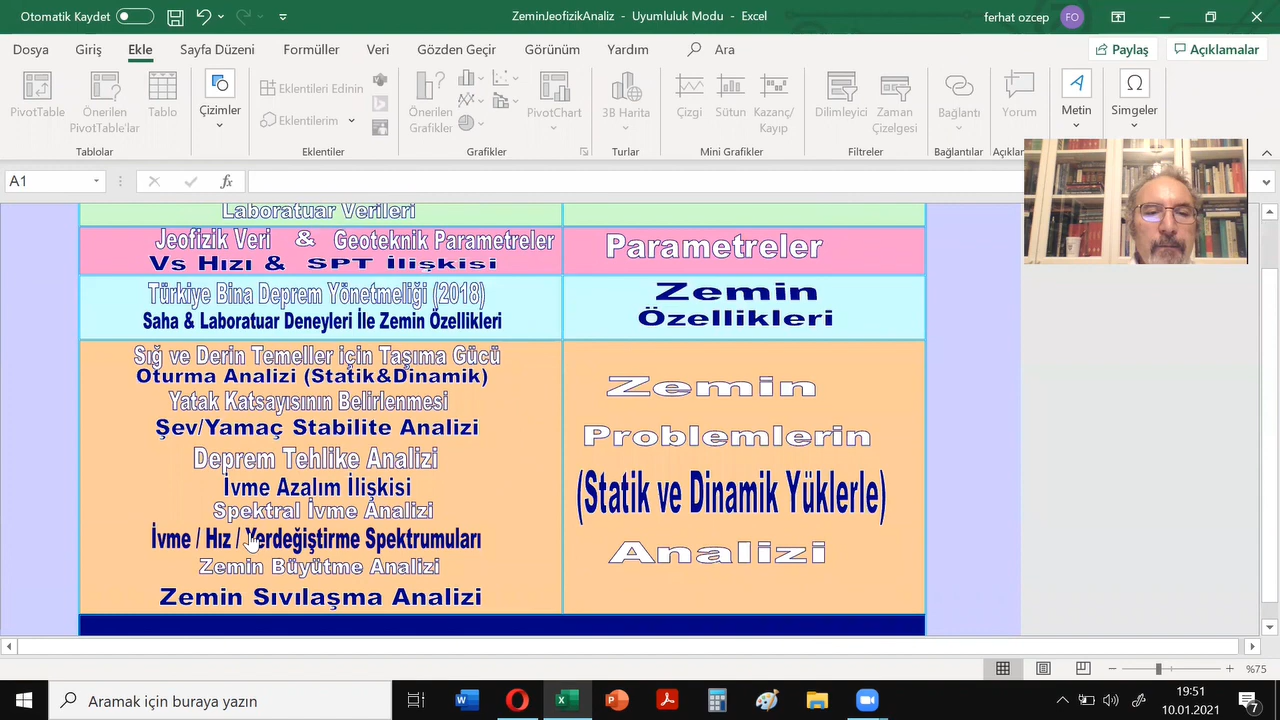 Otomatik Kaydet
ZeminJeofizikAnaliz - Uyumluluk Modu - Excel
ferhat ozcep
FO
Dosya Giriş Ekle Sayfa Düzeni Formüller Veri Gözden Geçir Görünüm Yardım Ara
Paylaş
Açıklamalar
PivotTable
Önerilen PivotTable'lar
Tablo
Tablolar
Çizimler
Eklentileri Edinin
Eklentilerim
Eklentiler
Önerilen Grafikler
PivotChart
Grafikler
3B Harita
Turlar
Çizgi
Sütun
Kazanç/ Kayıp
Mini Grafikler
Dilimleyici
Zaman Çizelgesi
Filtreler
Bağlantı
Bağlantılar
Yorum
Açıklar
Metin
Simgeler
A1
fx
Laboratuar Verileri
Jeofizik Veri & Geoteknik Parametreler
Vs Hızı & SPT İlişkisi
Parametreler
Türkiye Bina Deprem Yönetmeliği (2018)
Saha & Laboratuar Deneyleri İle Zemin Özellikleri
Zemin
Özellikleri
Sığ ve Derin Temeller için Taşıma Gücü
Oturma Analizi (Statik&Dinamik)
Yatak Katsayısının Belirlenmesi
Şev/Yamaç Stabilite Analizi
Deprem Tehlike Analizi
İvme Azalım İlişkisi
Spektral İvme Analizi
İvme / Hız / Yerdeğiştirme Spektrumuları
Zemin Büyütme Analizi
Zemin Sıvılaşma Analizi
Zemin
Problemlerin
(Statik ve Dinamik Yüklerle)
Analizi
%75
Aramak için buraya yazın
19:51
10.01.2021
7